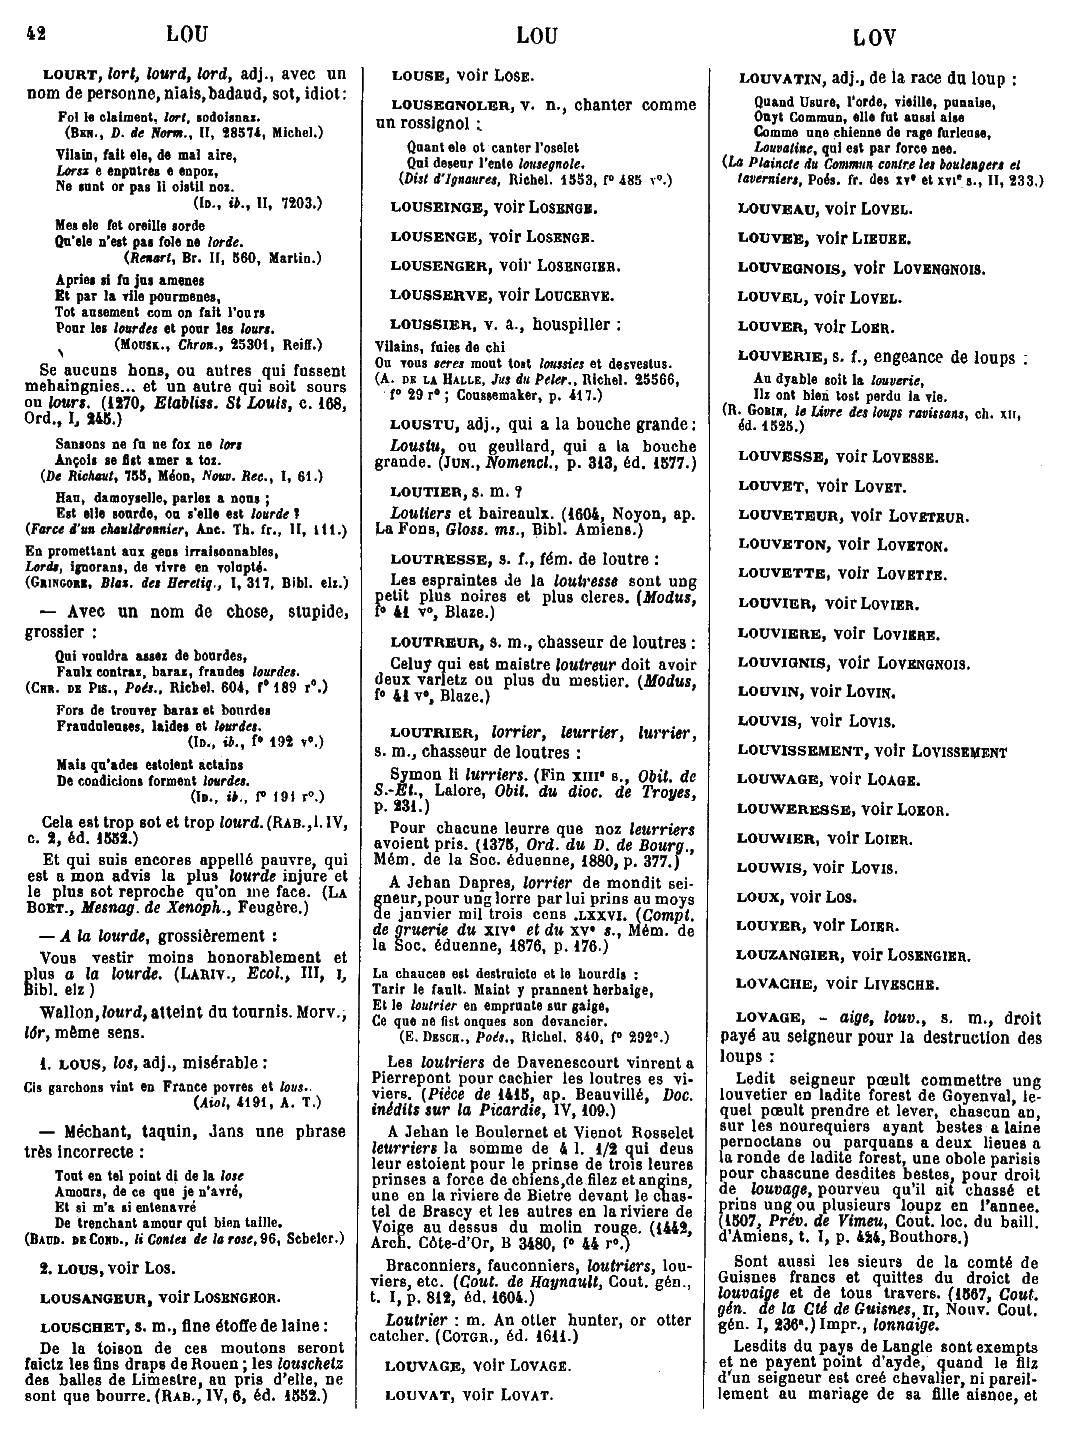 42 LOU LOU LOV
LOURT, lort, lourd, lord, adj., avec un
nom de personne, niais, badaud, sot, idiot:
Fol le claiment, lort, sodoisnaz.
(BEN., D. de Norm., II, 28574, Michel.)
Vilain, fait ele, de mal aire,
Lorsz e enputres e enpoz,
Ne sunt or pas li oistil noz.
(ID., ib., II, 7203.)
Mes ele fet oreille sorde
Qu'ele n'est pas fole ne lorde.
(Renart, Br. II, 560, Martin.)
Apries si fu jus amenes
Et par la vile pourmenes,
Tot ausement com on fait l'ours
Pour les lourdes et pour les lours.
(MOUSK., Chron., 25301, Reiff.)
Se aucuns hons, ou autres qui fussent
mehaingnies... et un autre qui soit sours
ou lours. (1270, Etabliss. St Louis, c. 168,
Ord., I, 245.)
Sansons ne fu ne fox ne lors
Ançois se fist amer a toz.
(De Richaut, 755, Méon, Nouv. Rec., I, 61.)
Hau, damoyselle, parlez a nous ;
Est elle sourde, ou s'elle est lourde ?
(Farce d'un chauldronnier, Anc. Th. fr., II, 111.)
En promettant aux gens irraisonnables,
Lords, ignorans, de vivre en volupté.
(GRINGORE, Blaz. des Heretiq., I, 317, Bibl. elz.)
— Avec un nom de chose, stupide,
grossier :
Qui vouldra assez de bourdes,
Faulx contraz, baraz, fraudes lourdes.
(CHR. DE PIS., Poés., Richel. 604, f° 189 r°.)
Fors de trouver baraz et bourdes
Frauduleuses, laides et lourdes.
(ID., ib., f° 192 v°.)
Mais qu'ades estoient actains
De condicions forment lourdes.
(ID., ib., f° 191 r°.)
Cela est trop sot et trop lourd. (RAB., l. IV,
c. 2, éd. 1552.)
Et qui suis encores appellé pauvre, qui
est a mon advis la plus lourde injure et
le plus sot reproche qu'on me face. (LA
BOET., Mesnag. de Xenoph., Feugère.)
— A la lourde, grossièrement :
Vous vestir moins honorablement et
plus a la lourde. (LARIV., Ecol., III, I,
Bibl. elz )
Wallon, lourd, atteint du tournis. Morv.,
lôr, même sens.
1. LOUS, los, adj., misérable :
Cis garchons vint en France povres et lous.
(Aiol, 4191, A. T.)
— Méchant, taquin, dans une phrase
très incorrecte :
Tout en tel point di de la lose
Amours, de ce que je n'avré,
Et si m'a si entenavré
De trenchant amour qui bien taille.
(BAUD. DE COND., li Contes de la rose, 96, Scheler.)
2. LOUS, voir LOS.
LOUSANGEUR, voir LOSENGEOR.
LOUSCHET, s. m., fine étoffe de laine :
De la toison de ces moutons seront
faictz les fins draps de Rouen ; les louschetz
des balles de Limestre, au pris d'elle, ne
sont que bourre. (RAB., IV, 6, éd. 1552.)
LOUSE, voir LOSE.
LOUSEGNOLER, v. n., chanter comme
un rossignol :
Quant ele ot canter l'oselet
Qui deseur l'ente lousegnole.
(Dist d'Ignaures, Richel. 1553, f° 485 v°.)
LOUSEINGE, voir LOSENGE.
LOUSENGE, voir LOSENGE.
LOUSENGER, voir LOSENGIER.
LOUSSERVE, voir LOUCERVE.
LOUSSIER, v. a., houspiller :
Vilains, fuies de chi
Ou vous seres mout tost loussies et desvestus.
(A. DE LA HALLE, Jus du Peler., Richel. 25566,
f° 29 r° ; Coussemaker, p. 417.)
LOUSTU, adj., qui a la bouche grande :
Loustu, ou geullard, qui a la bouche
grande. (JUN., Nomencl., p. 313, éd. 1577.)
LOUTIER, s. m. ?
Loutiers et baireaulx. (1604, Noyon, ap.
La Fons, Gloss. ms., Bibl. Amiens.)
LOUTRESSE, s. f., fém. de loutre :
Les espraintes de la loutresse sont ung
petit plus noires et plus cleres. (Modus,
f° 41 v°, Blaze.)
LOUTREUR, s. m., chasseur de loutres :
Celuy qui est maistre loutreur doit avoir
deux varletz ou plus du mestier. (Modus,
f° 41 v°, Blaze.)
LOUTRIER, lorrier, leurrier, lurrier,
s. m., chasseur de loutres :
Symon li lurriers. (Fin XIIIe s., Obit. de
S.-Et., Lalore, Obit. du dioc. de Troyes,
p. 231.)
Pour chacune leurre que noz leurriers
avoient pris. (1375, Ord. du D. de Bourg.,
Mém. de la Soc. éduenne, 1880, p. 377.)
A Jehan Dapres, lorrier de mondit sei-
gneur, pour ung lorre par lui prins au moys
de janvier mil trois cens .LXXVI. (Compt.
de gruerie du XIVe et du XVe s., Mém. de
la Soc. éduenne, 1876, p. 176.)
La chaucee est destruicte et le hourdis :
Tarir le fault. Maint y prannent herbaige,
Et le loutrier en emprunte sur gaige,
Ce que ne fist onques son devancier.
(E. DESCH., Poés., Richel. 840, f° 292c.)
Les loutriers de Davenescourt vinrent a
Pierrepont pour cachier les loutres es vi-
viers. (Pièce de 1415, ap. Beauvillé, Doc.
inédits sur la Picardie, IV, 109.)
A Jehan le Boulernet et Vienot Rosselet
leurriers la somme de 4 l. 1/2 qui deus
leur estoient pour le prinse de trois leures
prinses a force de chiens, de filez et angins,
une en la riviere de Bietre devant le chas-
tel de Brascy et les autres en la riviere de
Voige au dessus du molin rouge. (1442,
Arch. Côte-d'Or, B 3480, f° 44 r°.)
Braconniers, fauconniers, loutriers, lou-
viers, etc. (Cout. de Haynault, Cout. gén.,
t. I, p. 812, éd. 1604.)
Loutrier : m. An otter hunter, or otter
catcher. (COTGR., éd. 1611.)
LOUVAGE, voir LOVAGE.
LOUVAT, voir LOVAT.
LOUVATIN, adj., de la race du loup :
Quand Usure, l'orde, vieille, punaise,
Ouyt Commun, elle fut aussi aise
Comme une chienne de rage furieuse,
Louvatine, qui est par force nee.
(La Plaincte du Commun contre les boulengers et
taverniers, Poés. fr. des XVe et XVIe s., II, 233.)
LOUVEAU, voir LOVEL.
LOUVEE, voir LIEUEE.
LOUVEGNOIS, voir LOVENGNOIS.
LOUVEL, voir LOVEL.
LOUVER, voir LOER.
LOUVERIE, s. f., engeance de loups :
Au dyable soit la louverie,
Ilz ont bien tost perdu la vie.
(R. GOBIN, le Livre des loups ravissans, ch. XII,
éd. 1525.)
LOUVESSE, voir LOVESSE.
LOUVET, voir LOVET.
LOUVETEUR, voir LOVETEUR.
LOUVETON, voir LOVETON.
LOUVETTE, voir LOVETTE.
LOUVIER, voir LOVIER.
LOUVIERE, voir LOVIERE.
LOUVIGNIS, voir LOVENGNOIS.
LOUVIN, voir LOVIN.
LOUVIS, voir LOVIS.
LOUVISSEMENT, voir LOVISSEMENT
LOUWAGE, voir LOAGE.
LOUWERESSE, voir LOEOR.
LOUWIER, voir LOIER.
LOUWIS, voir LOVIS.
LOUX, voir LOS.
LOUYER, voir LOIER.
LOUZANGIER, voir LOSENGIER.
LOVACHE, voir LIVESCHE.
LOVAGE, - aige, louv., s. m., droit
payé au seigneur pour la destruction des
loups :
Ledit seigneur pœult commettre ung
louvetier en ladite forest de Goyenval, le-
quel pœult prendre et lever, chascun an,
sur les nourequiers ayant bestes a laine
pernoctans ou parquans a deux lieues a
la ronde de ladite forest, une obole parisis
pour chascune desdites bestes, pour droit
de louvage, pourveu qu'il ait chassé et
prins ung ou plusieurs loupz en l'annee.
(1507, Prév. de Vimeu, Cout. loc. du baill.
d'Amiens, t. I, p. 424, Bouthors.)
Sont aussi les sieurs de la comté de
Guisnes francs et quittes du droict de
louvaige et de tous travers. (1567, Cout.
gén. de la Cté de Guisnes, II, Nouv. Cout.
gén. I, 236a.) Impr., lonnaige.
Lesdits du pays de Langle sont exempts
et ne payent point d'ayde, quand le filz
d'un seigneur est creé chevalier, ni pareil-
lement au mariage de sa fille aisnce, et